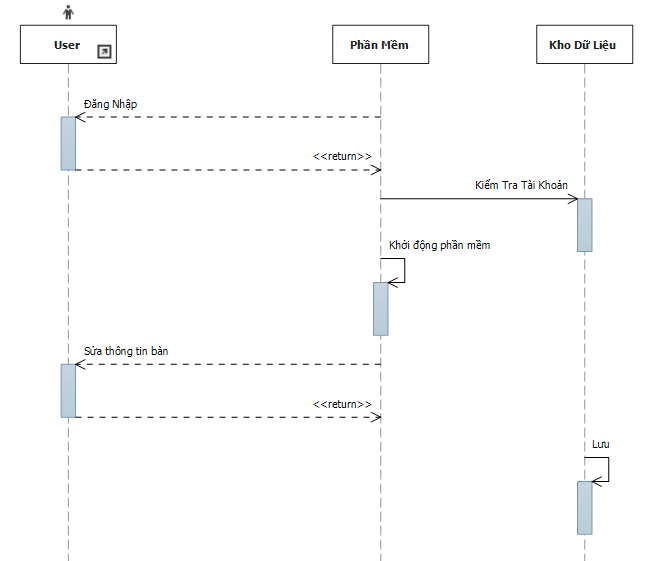 User
Phần Mềm
Kho Dữ Liệu
Đăng Nhập
<<return>>
Kiểm Tra Tài Khoản
Khởi động phần mềm
Sửa thông tin bàn
<<return>>
Lưu